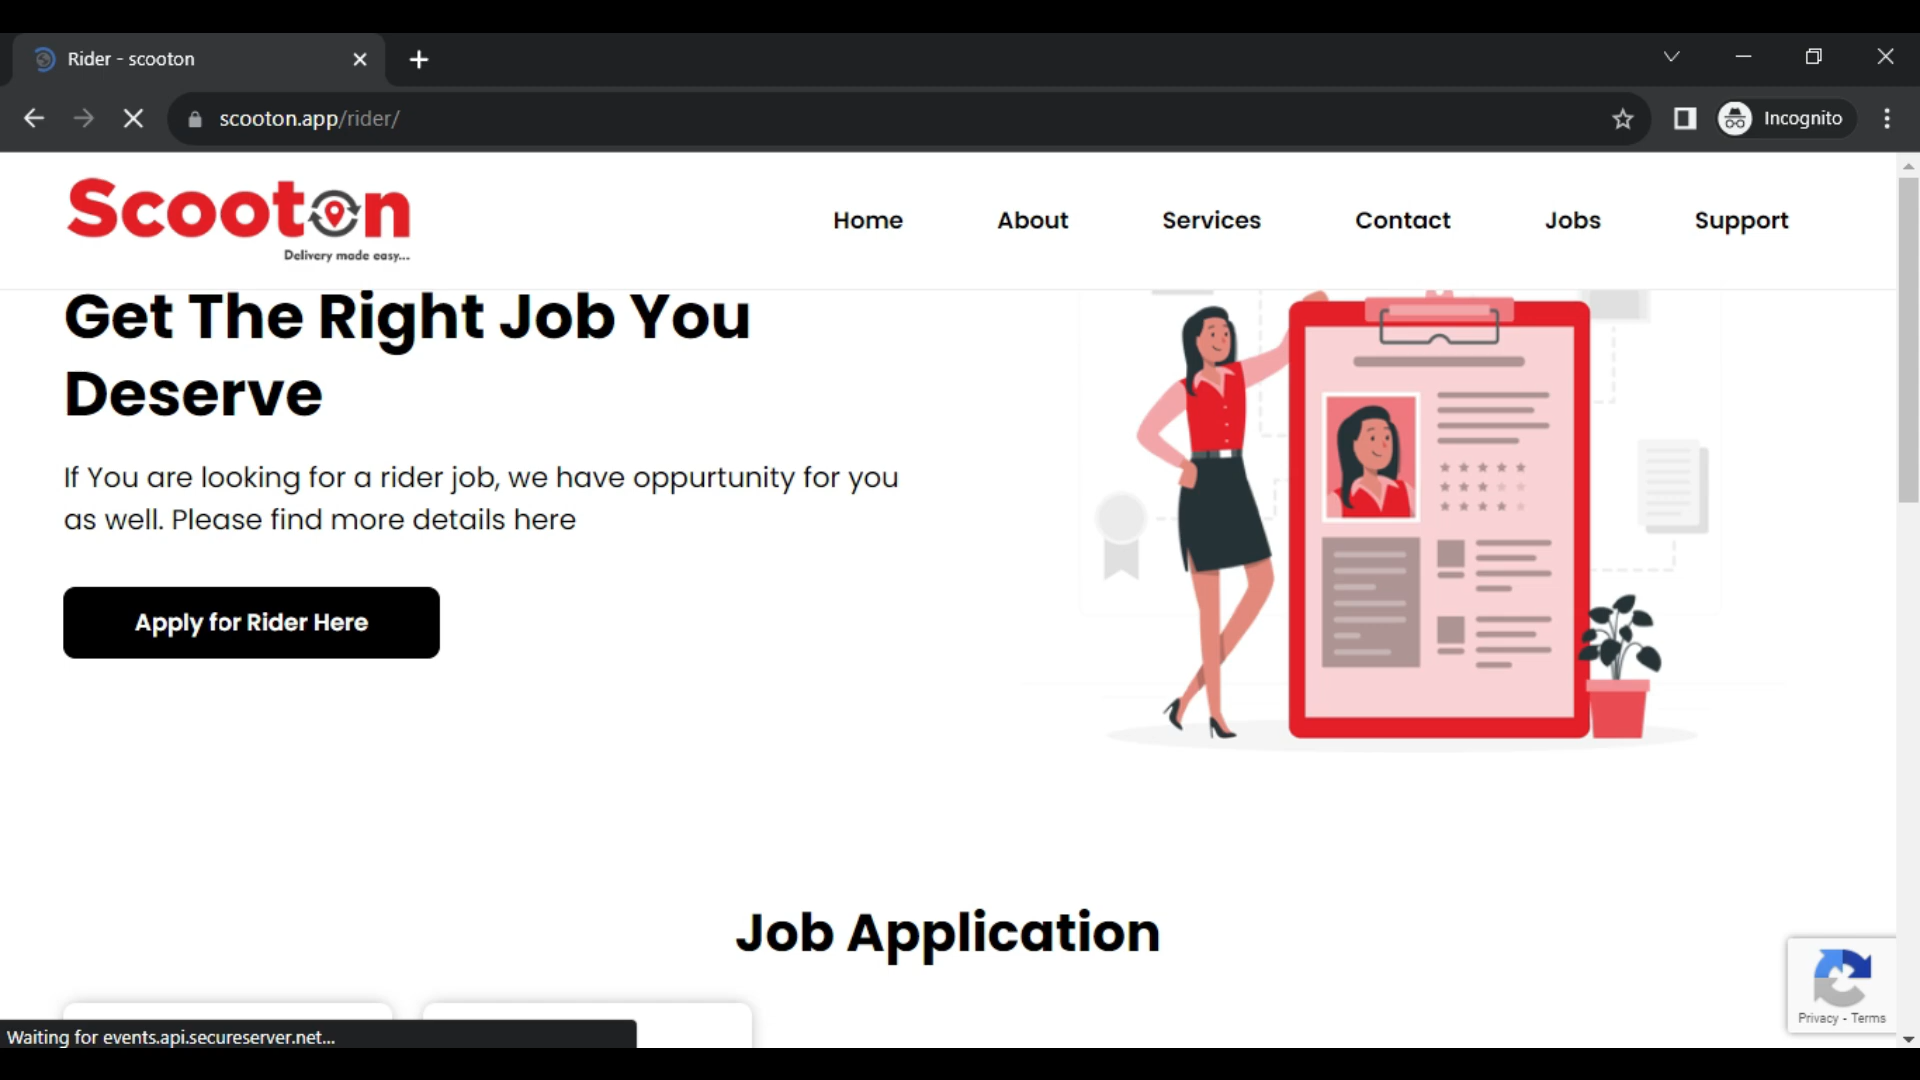 Rider - scooton
scooton.app/rider/
Incognito
Scooton
Delivery made easy...
Home
About
Services
Contact
Jobs
Support
Get The Right Job You
Deserve
If You are looking for a rider job, we have oppurtunity for you
as well. Please find more details here
Apply for Rider Here
Job Application
Privacy - Terms
Waiting for events.api.secureserver.net...